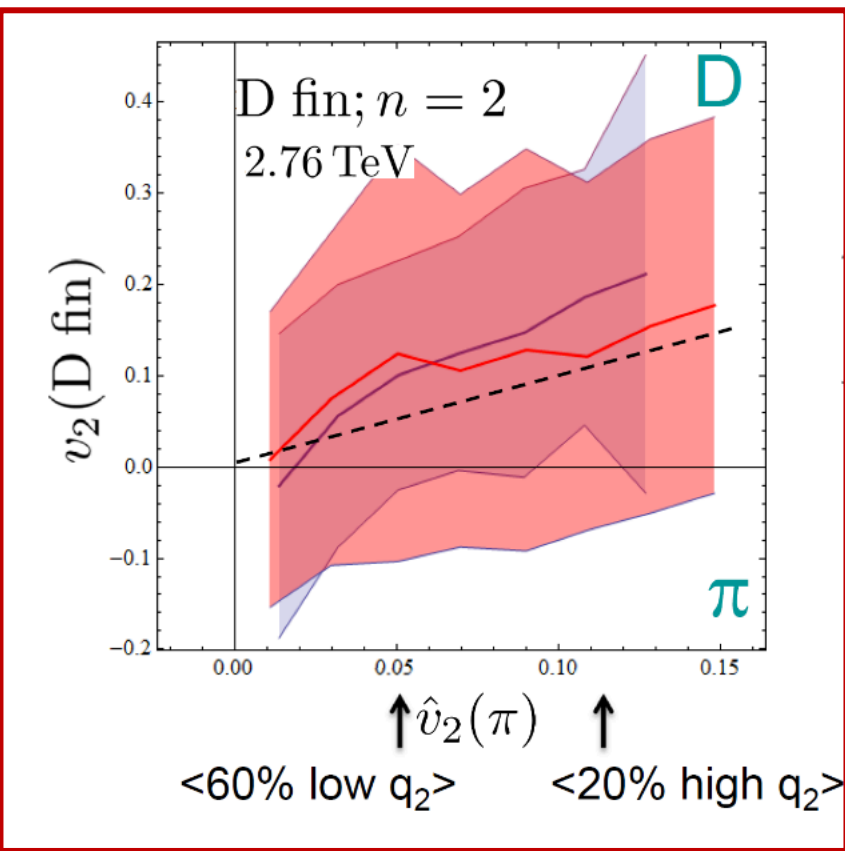 D
D fin; n = 2
2.76 TeV
0.4
0.3
0.2
0.1
0.0
−0.1
−0.2
v₂(D fin)
π
0.00 0.05 0.10 0.15
↑ v̂₂(π) ↑
<60% low q₂> <20% high q₂>